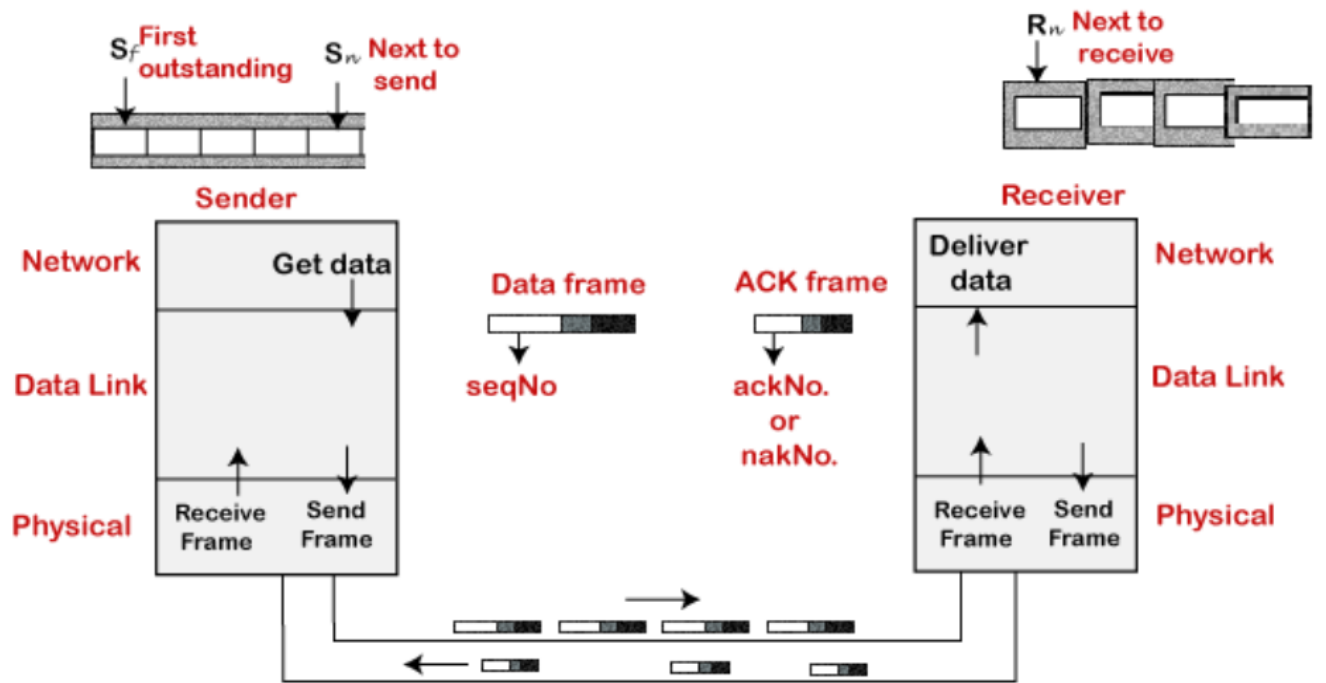 Sf First
outstanding
Sn Next to
send
Rn Next to
receive
Sender
Receiver
Network
Get data
Data frame
ACK frame
Deliver
data
Network
seqNo
ackNo.
or
nakNo.
Data Link
Data Link
Physical
Receive
Frame
Send
Frame
Receive
Frame
Send
Frame
Physical